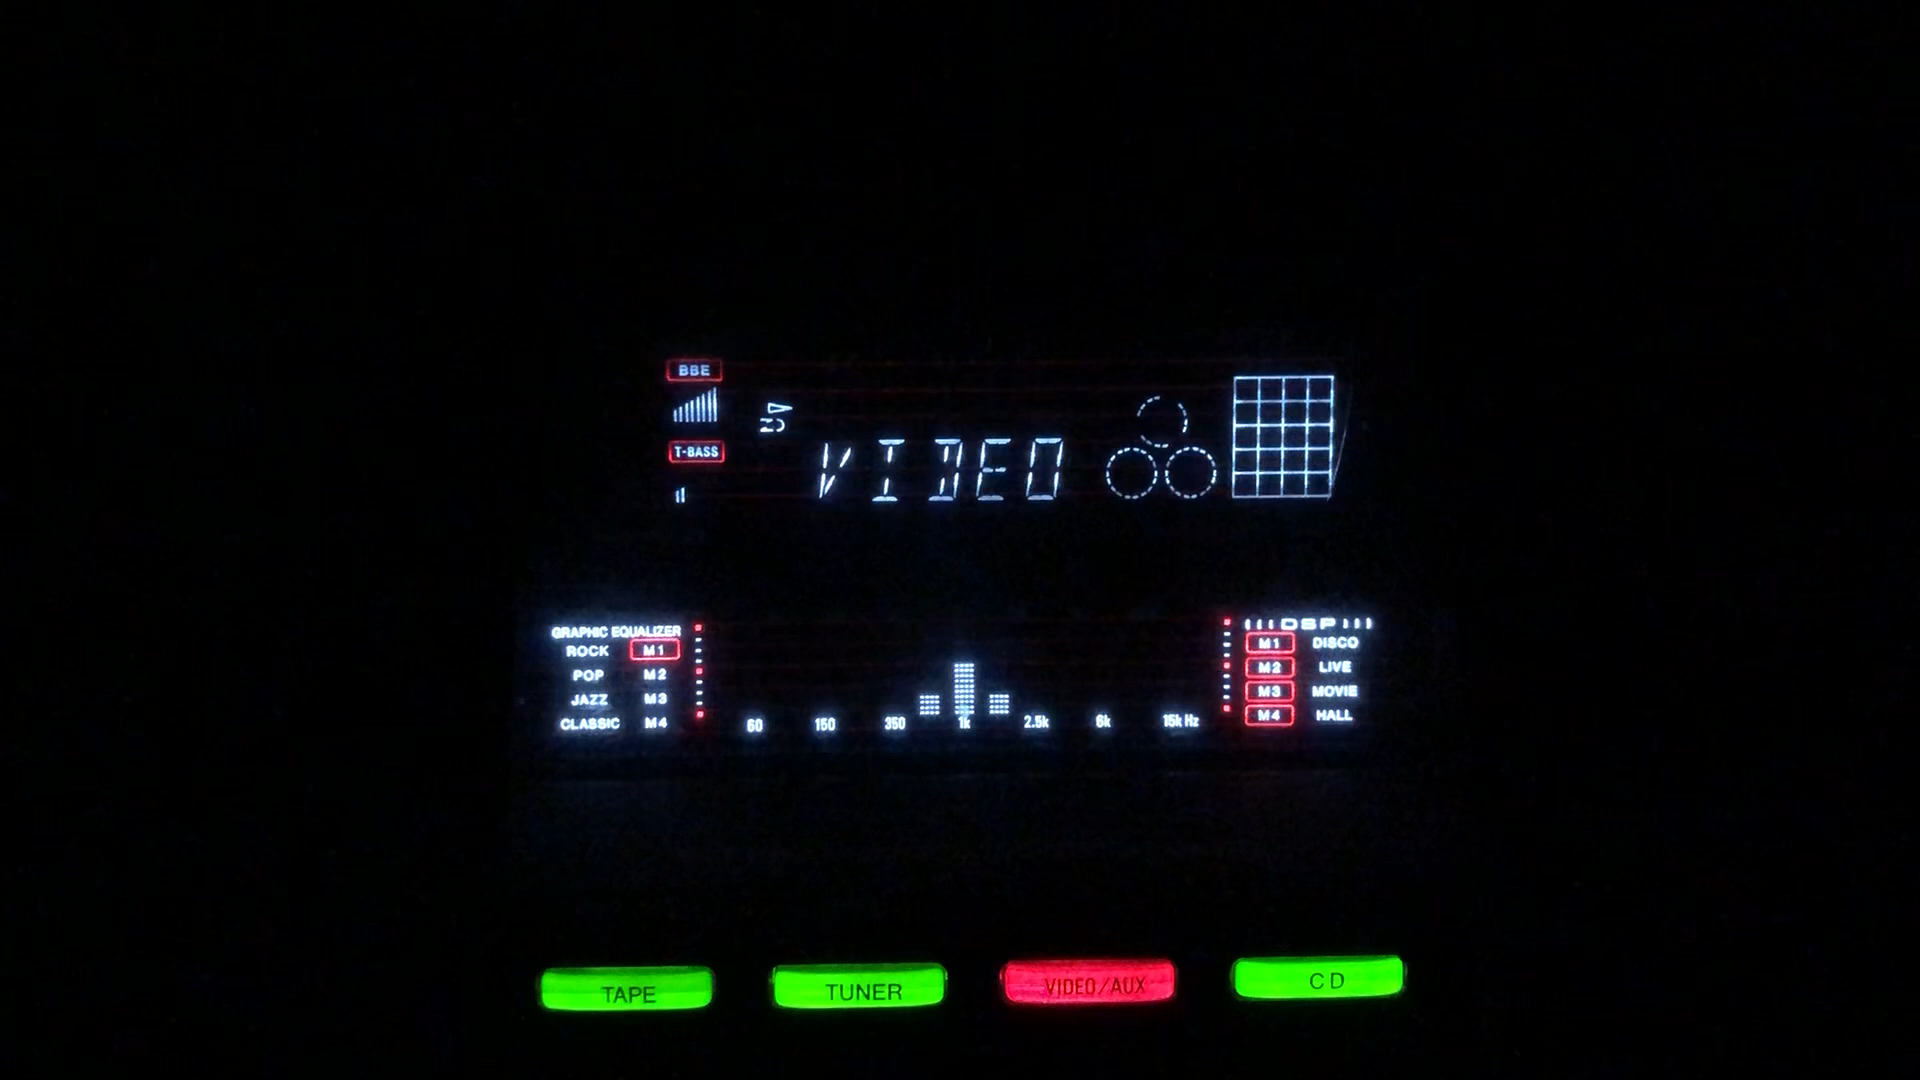 BBE
T-BASS
2
VIDEO
GRAPHIC EQUALIZER
ROCK M1
POP M2
JAZZ M3
CLASSIC M4
60 150 350 1k 2.5k 6k 15k Hz
DSP
M1 DISCO
M2 LIVE
M3 MOVIE
M4 HALL
TAPE
TUNER
VIDEO/AUX
CD